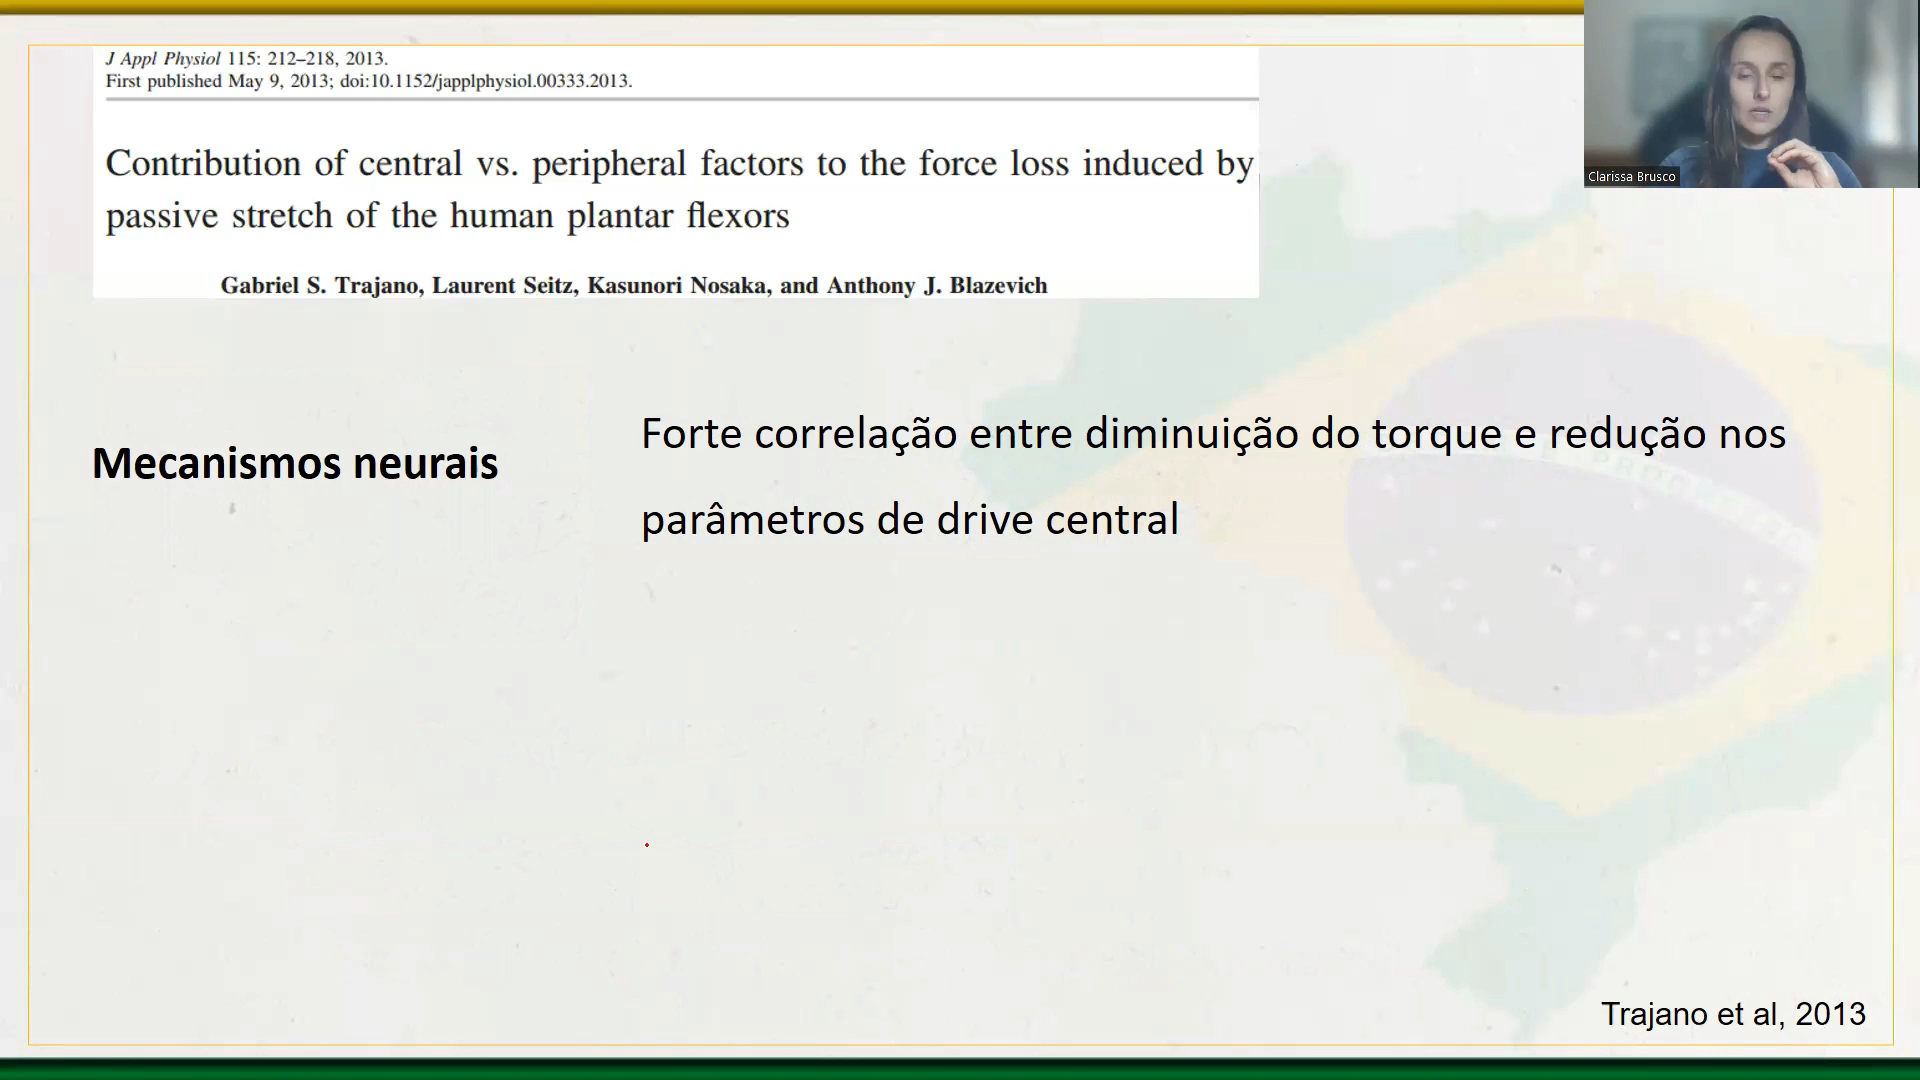 J Appl Physiol 115: 212–218, 2013.
First published May 9, 2013; doi:10.1152/japplphysiol.00333.2013.
Contribution of central vs. peripheral factors to the force loss induced by
passive stretch of the human plantar flexors
Gabriel S. Trajano, Laurent Seitz, Kasunori Nosaka, and Anthony J. Blazevich
Clarissa Brusco
Mecanismos neurais
Forte correlação entre diminuição do torque e redução nos
parâmetros de drive central
Trajano et al, 2013